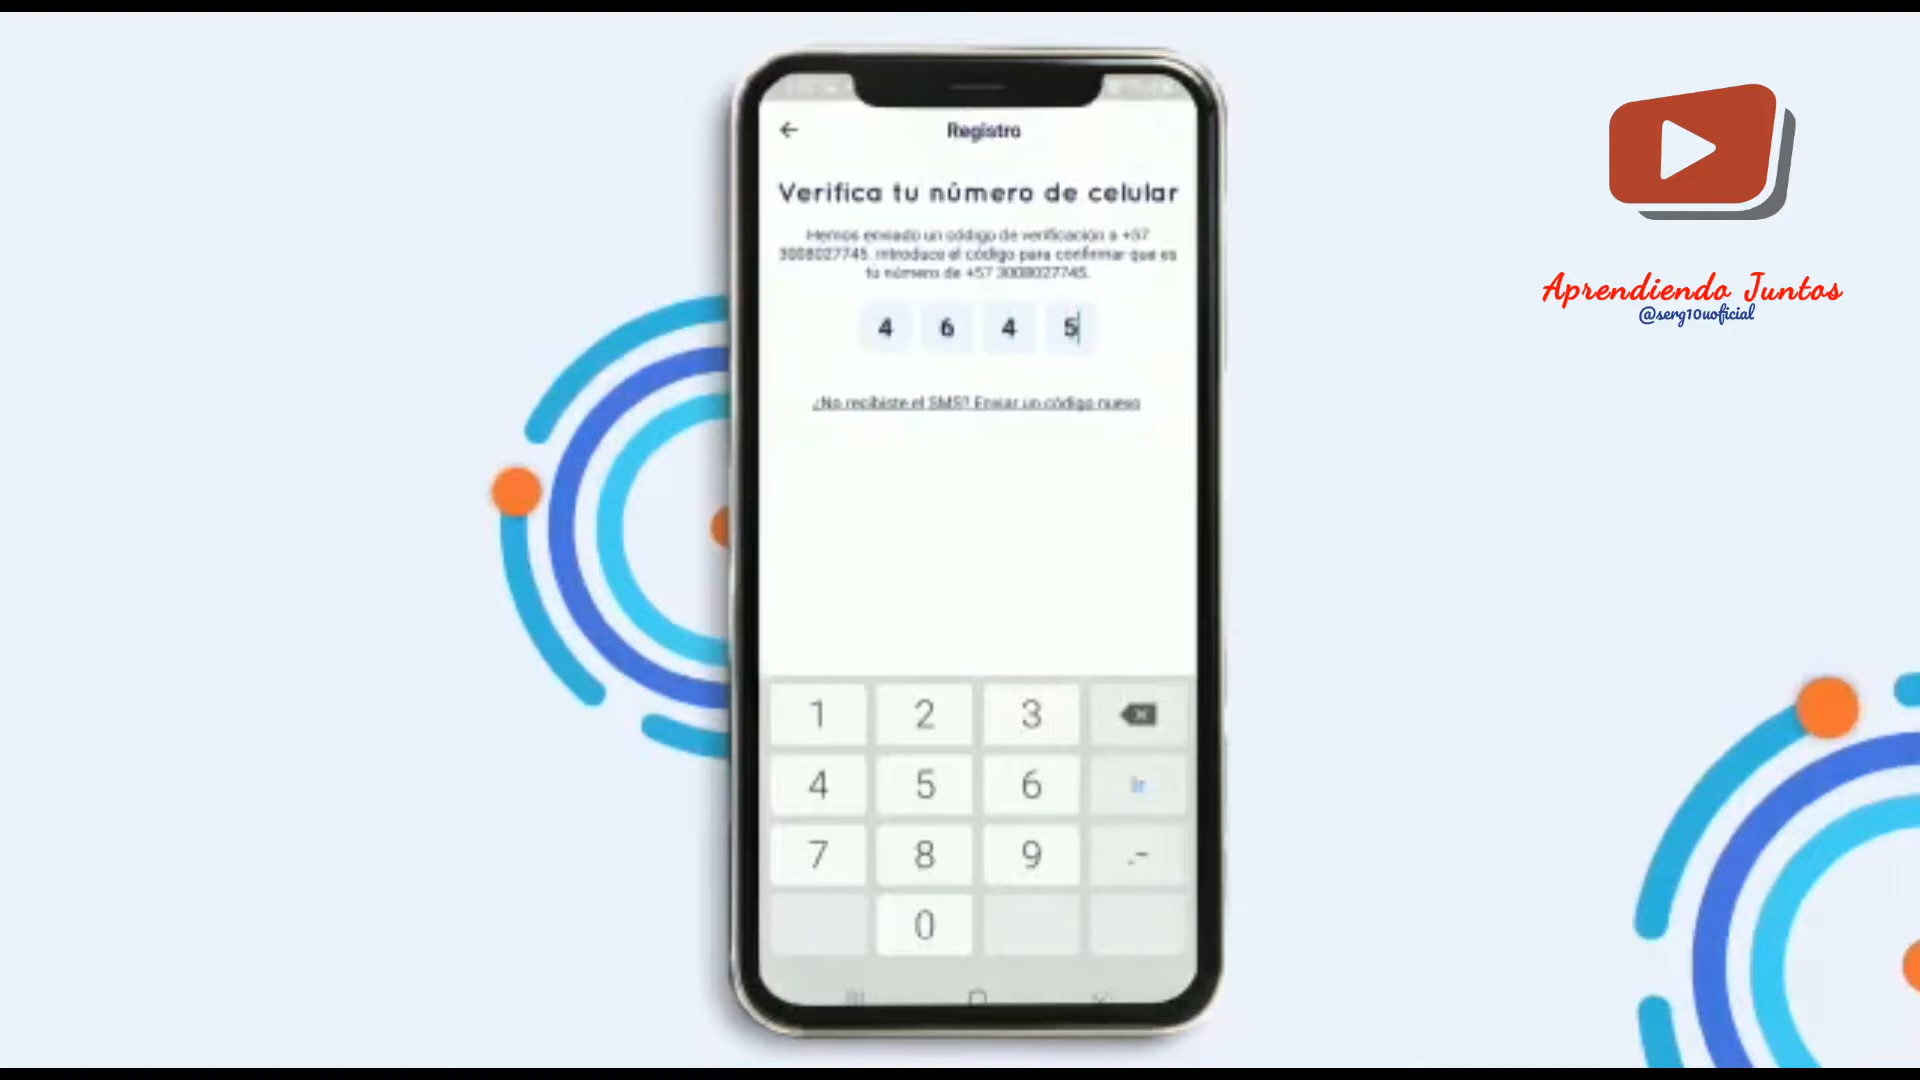 Registro
Verifica tu número de celular
Hemos enviado un código de verificación a +57
3008027745. Introduce el código para confirmar que es
tu número de +57 3008027745.
4 6 4 5
¿No recibiste el SMS? Enviar un código nuevo
1 2 3
4 5 6 Ir
7 8 9 .-
0
Aprendiendo Juntos
@serg10uoficial